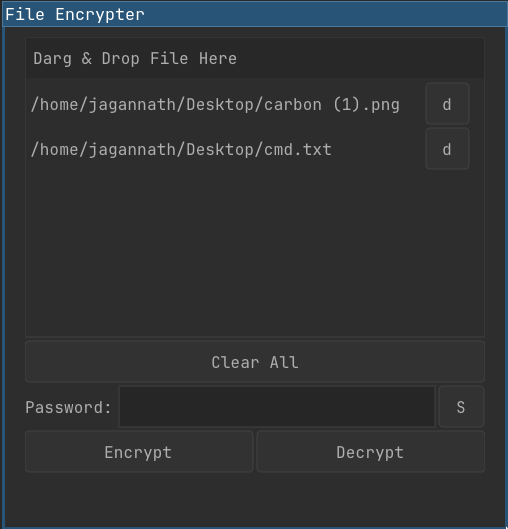 File Encrypter
Darg & Drop File Here
/home/jagannath/Desktop/carbon (1).png d
/home/jagannath/Desktop/cmd.txt d
Clear All
Password: S
Encrypt Decrypt